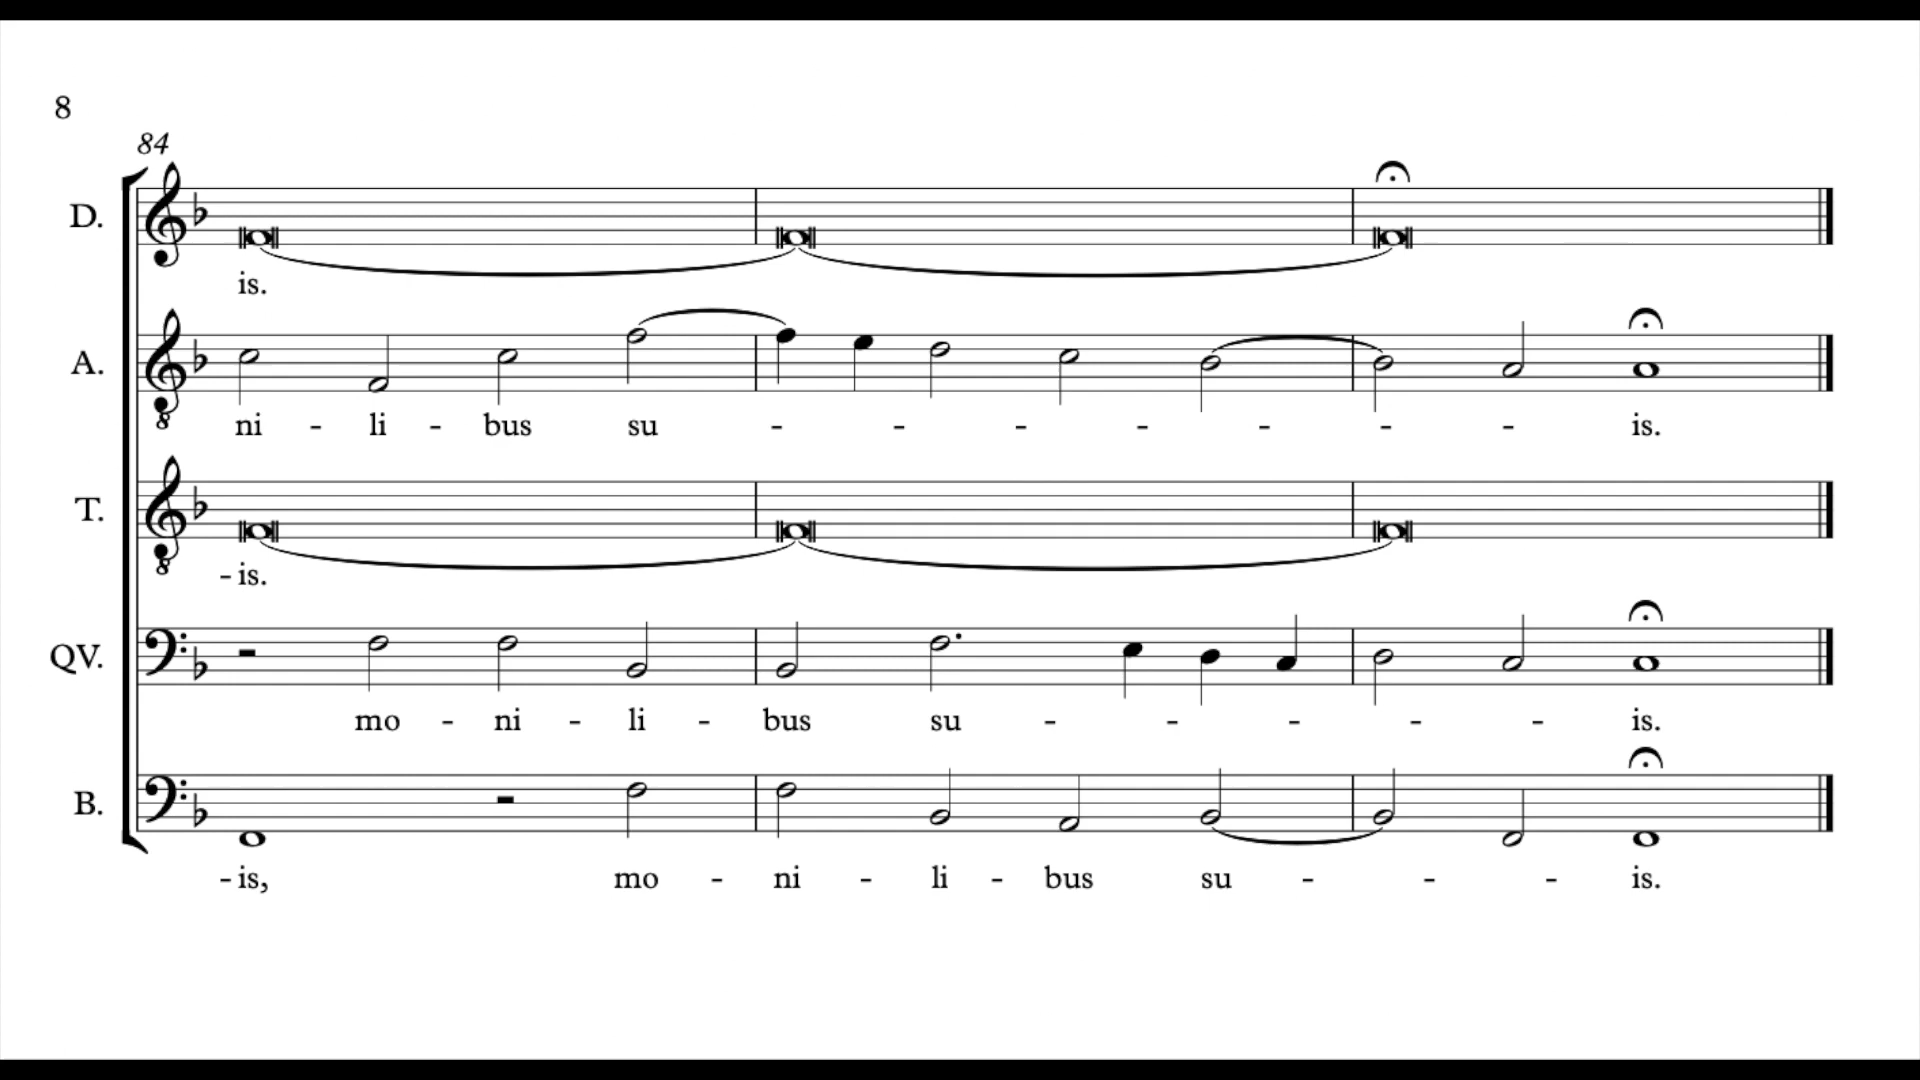 8
84
D.
is.
A.
ni - li - bus su - - - - - - - is.
T.
- is.
QV.
mo - ni - li - bus su - - - - - is.
B.
- is, mo - ni - li - bus su - - - is.